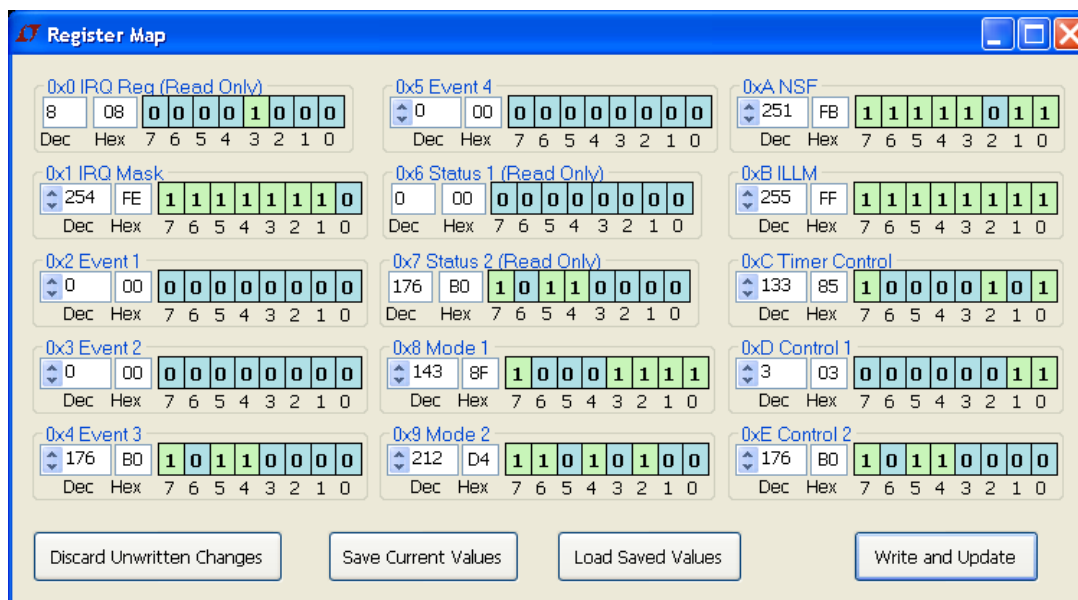 Register Map
0x0 IRQ Reg (Read Only)
8 08 0 0 0 0 1 0 0 0
Dec Hex 7 6 5 4 3 2 1 0
0x1 IRQ Mask
254 FE 1 1 1 1 1 1 1 0
Dec Hex 7 6 5 4 3 2 1 0
0x2 Event 1
0 00 0 0 0 0 0 0 0 0
Dec Hex 7 6 5 4 3 2 1 0
0x3 Event 2
0 00 0 0 0 0 0 0 0 0
Dec Hex 7 6 5 4 3 2 1 0
0x4 Event 3
176 B0 1 0 1 1 0 0 0 0
Dec Hex 7 6 5 4 3 2 1 0
0x5 Event 4
0 00 0 0 0 0 0 0 0 0
Dec Hex 7 6 5 4 3 2 1 0
0x6 Status 1 (Read Only)
0 00 0 0 0 0 0 0 0 0
Dec Hex 7 6 5 4 3 2 1 0
0x7 Status 2 (Read Only)
176 B0 1 0 1 1 0 0 0 0
Dec Hex 7 6 5 4 3 2 1 0
0x8 Mode 1
143 8F 1 0 0 0 1 1 1 1
Dec Hex 7 6 5 4 3 2 1 0
0x9 Mode 2
212 D4 1 1 0 1 0 1 0 0
Dec Hex 7 6 5 4 3 2 1 0
0xA NSF
251 FB 1 1 1 1 1 0 1 1
Dec Hex 7 6 5 4 3 2 1 0
0xB ILLM
255 FF 1 1 1 1 1 1 1 1
Dec Hex 7 6 5 4 3 2 1 0
0xC Timer Control
133 85 1 0 0 0 0 1 0 1
Dec Hex 7 6 5 4 3 2 1 0
0xD Control 1
3 03 0 0 0 0 0 0 1 1
Dec Hex 7 6 5 4 3 2 1 0
0xE Control 2
176 B0 1 0 1 1 0 0 0 0
Dec Hex 7 6 5 4 3 2 1 0
Discard Unwritten Changes
Save Current Values
Load Saved Values
Write and Update